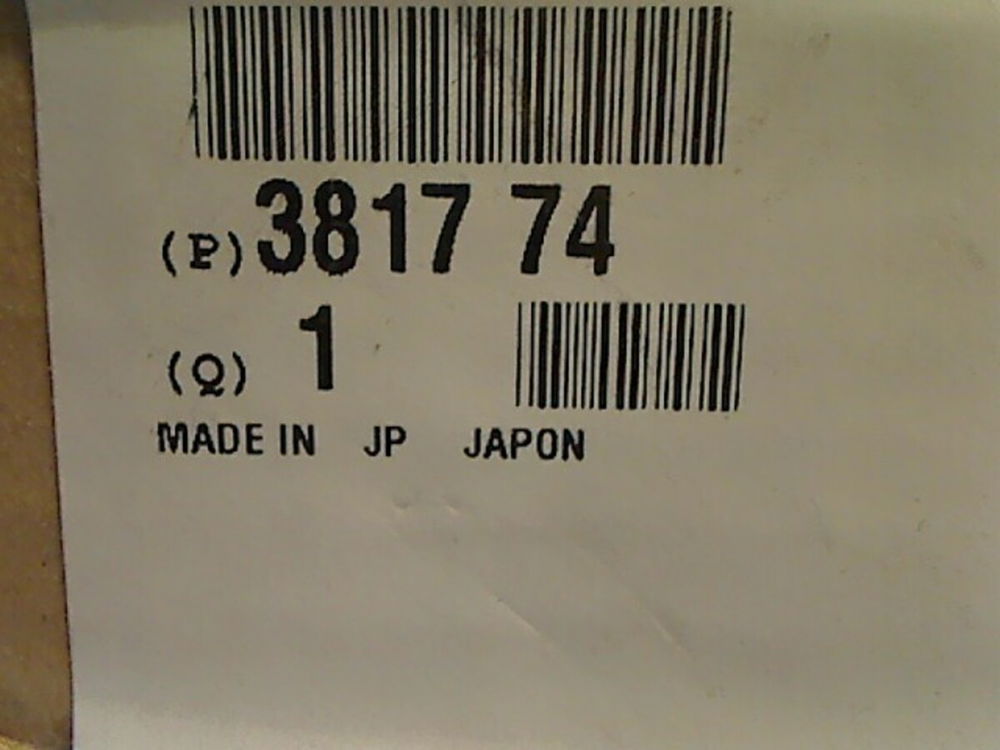 (P) 3817 74
(Q) 1
MADE IN JP JAPON